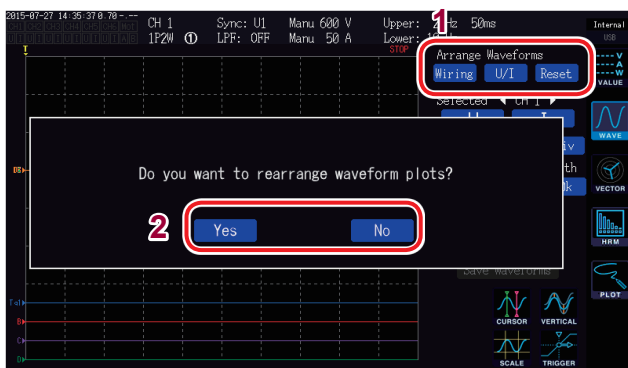 2015-07-27 14:35:37
CH 1 Sync: U1 Manu 600 V Upper: Hz 50ms Internal
1P2W ① LPF: OFF Manu 50 A Lower: USB
STOP
1
Arrange Waveforms
Wiring U/I Reset
Selected CH 1
V
A
W
VALUE
WAVE
VECTOR
HRM
PLOT
Do you want to rearrange waveform plots?
2
Yes No
Save Waveforms
CURSOR VERTICAL
SCALE TRIGGER